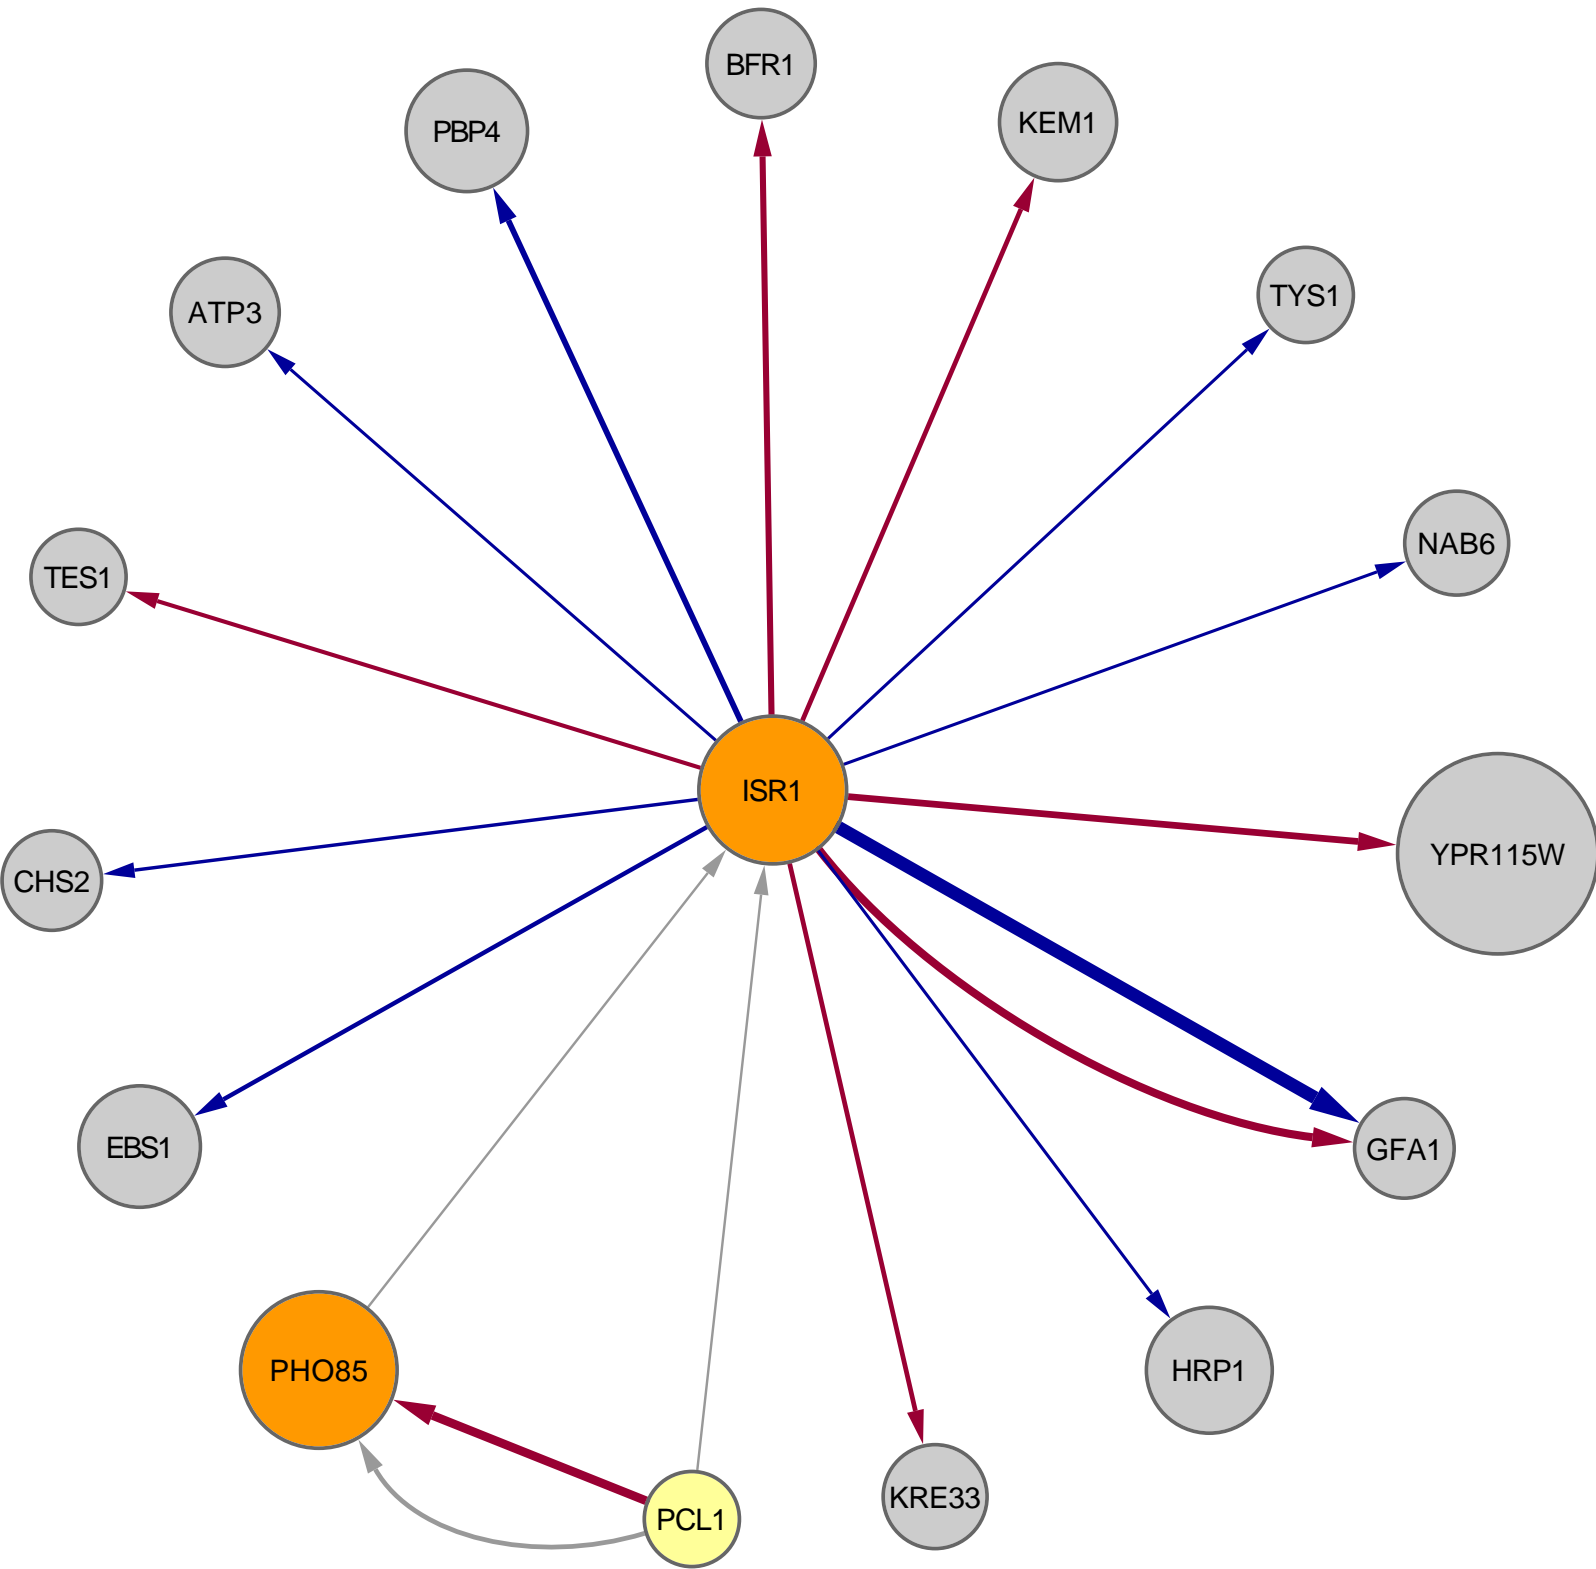 BFR1
KEM1
PBP4
TYS1
ATP3
NAB6
TES1
ISR1
YPR115W
CHS2
EBS1
GFA1
PHO85
HRP1
KRE33
PCL1